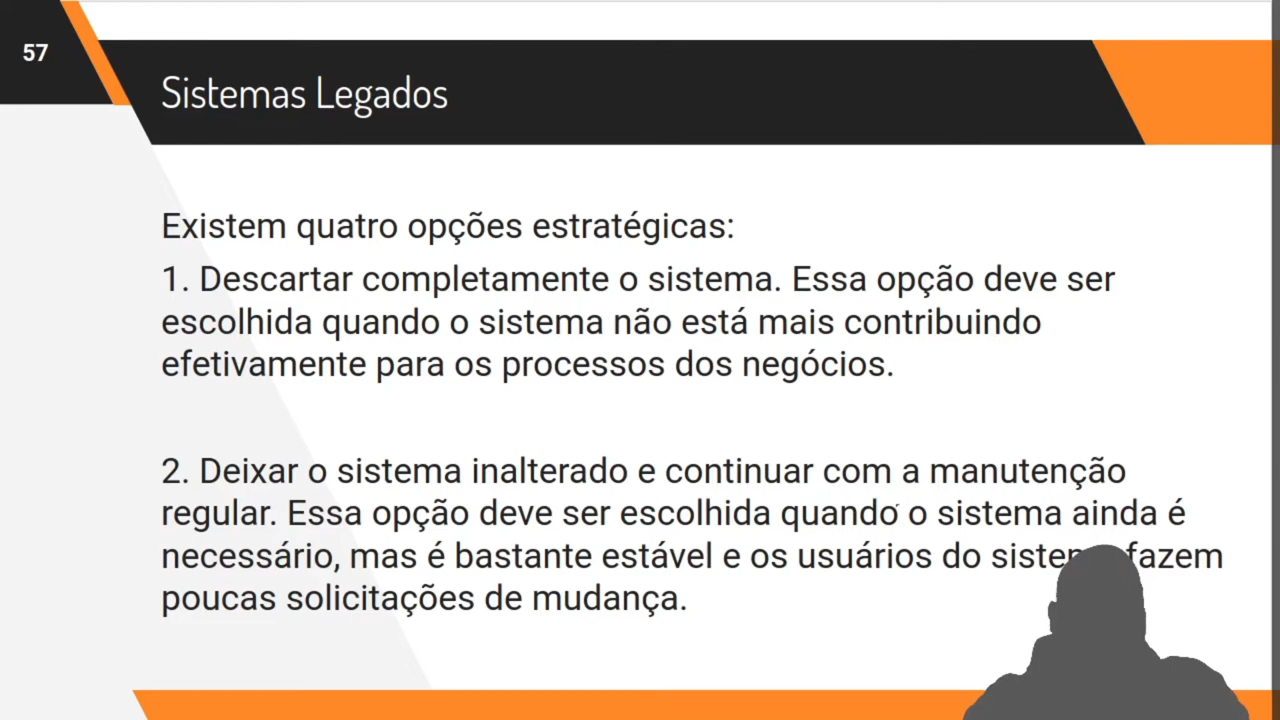 57
Sistemas Legados
Existem quatro opções estratégicas:
1. Descartar completamente o sistema. Essa opção deve ser
escolhida quando o sistema não está mais contribuindo
efetivamente para os processos dos negócios.
2. Deixar o sistema inalterado e continuar com a manutenção
regular. Essa opção deve ser escolhida quando o sistema ainda é
necessário, mas é bastante estável e os usuários do sistema fazem
poucas solicitações de mudança.